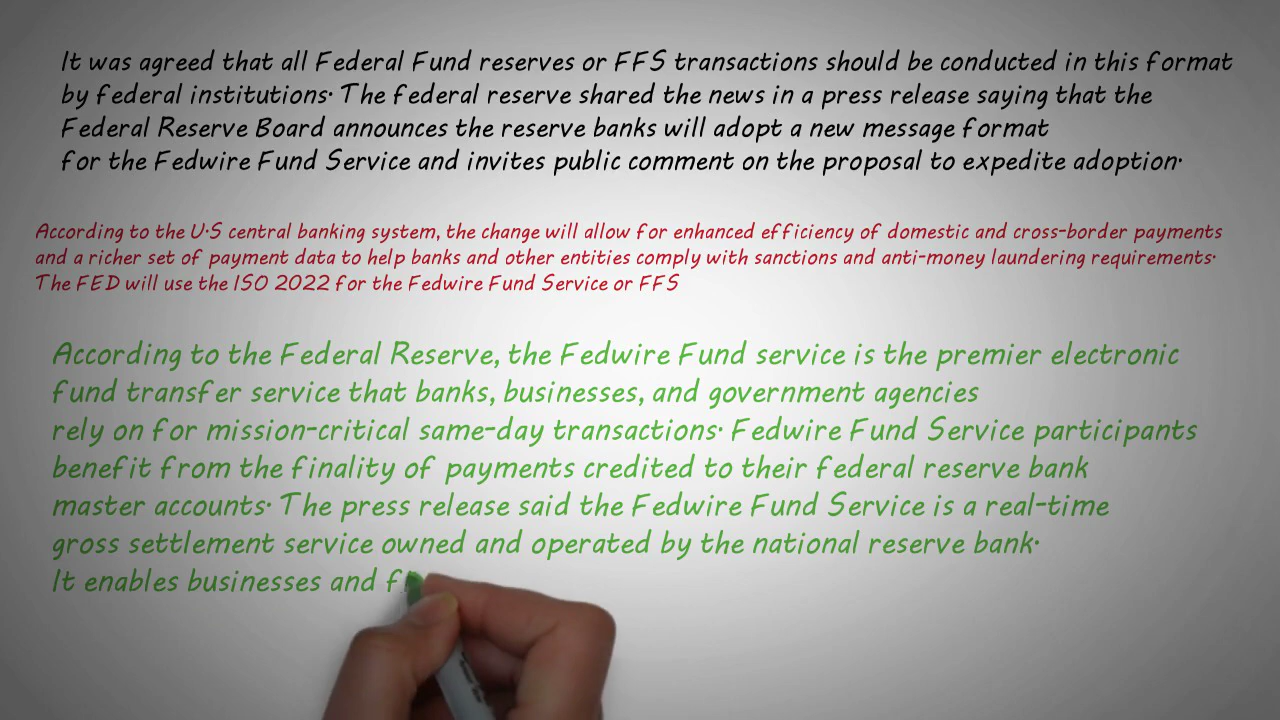 It was agreed that all Federal Fund reserves or FFS transactions should be conducted in this format
by federal institutions. The federal reserve shared the news in a press release saying that the
Federal Reserve Board announces the reserve banks will adopt a new message format
for the Fedwire Fund Service and invites public comment on the proposal to expedite adoption.
According to the U.S central banking system, the change will allow for enhanced efficiency of domestic and cross-border payments
and a richer set of payment data to help banks and other entities comply with sanctions and anti-money laundering requirements.
The FED will use the ISO 2022 for the Fedwire Fund Service or FFS
According to the Federal Reserve, the Fedwire Fund service is the premier electronic
fund transfer service that banks, businesses, and government agencies
rely on for mission-critical same-day transactions. Fedwire Fund Service participants
benefit from the finality of payments credited to their federal reserve bank
master accounts. The press release said the Fedwire Fund Service is a real-time
gross settlement service owned and operated by the national reserve bank.
It enables businesses and f